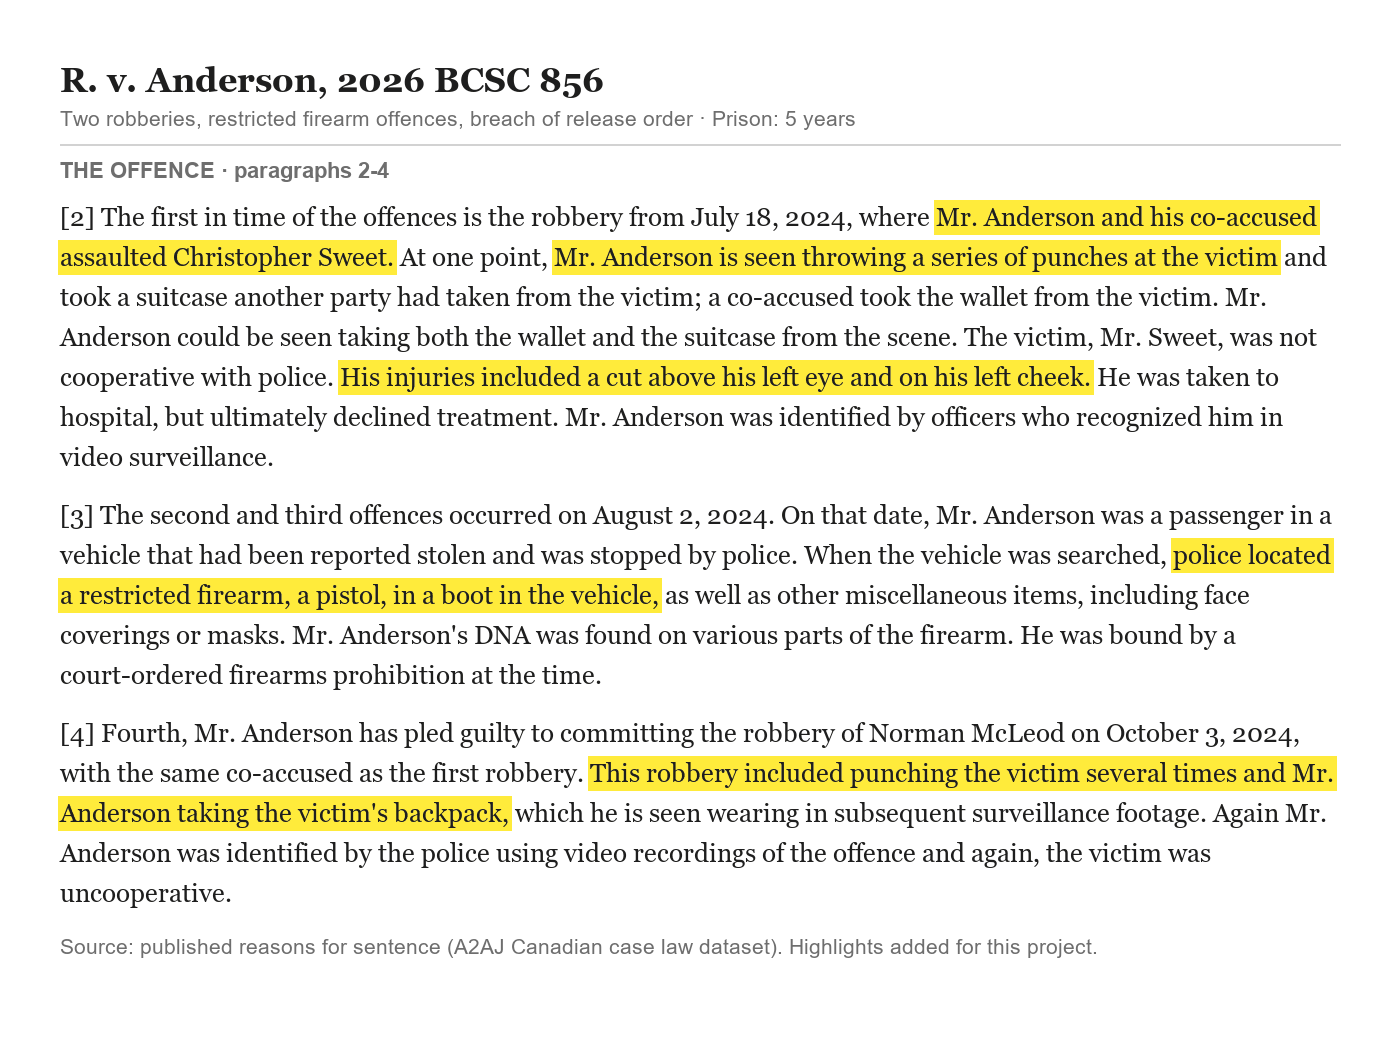 R. v. Anderson, 2026 BCSC 856
Two robberies, restricted firearm offences, breach of release order · Prison: 5 years
THE OFFENCE · paragraphs 2-4
[2] The first in time of the offences is the robbery from July 18, 2024, where Mr. Anderson and his co-accused
assaulted Christopher Sweet. At one point, Mr. Anderson is seen throwing a series of punches at the victim and
took a suitcase another party had taken from the victim; a co-accused took the wallet from the victim. Mr.
Anderson could be seen taking both the wallet and the suitcase from the scene. The victim, Mr. Sweet, was not
cooperative with police. His injuries included a cut above his left eye and on his left cheek. He was taken to
hospital, but ultimately declined treatment. Mr. Anderson was identified by officers who recognized him in
video surveillance.
[3] The second and third offences occurred on August 2, 2024. On that date, Mr. Anderson was a passenger in a
vehicle that had been reported stolen and was stopped by police. When the vehicle was searched, police located
a restricted firearm, a pistol, in a boot in the vehicle, as well as other miscellaneous items, including face
coverings or masks. Mr. Anderson's DNA was found on various parts of the firearm. He was bound by a
court-ordered firearms prohibition at the time.
[4] Fourth, Mr. Anderson has pled guilty to committing the robbery of Norman McLeod on October 3, 2024,
with the same co-accused as the first robbery. This robbery included punching the victim several times and Mr.
Anderson taking the victim's backpack, which he is seen wearing in subsequent surveillance footage. Again Mr.
Anderson was identified by the police using video recordings of the offence and again, the victim was
uncooperative.
Source: published reasons for sentence (A2AJ Canadian case law dataset). Highlights added for this project.